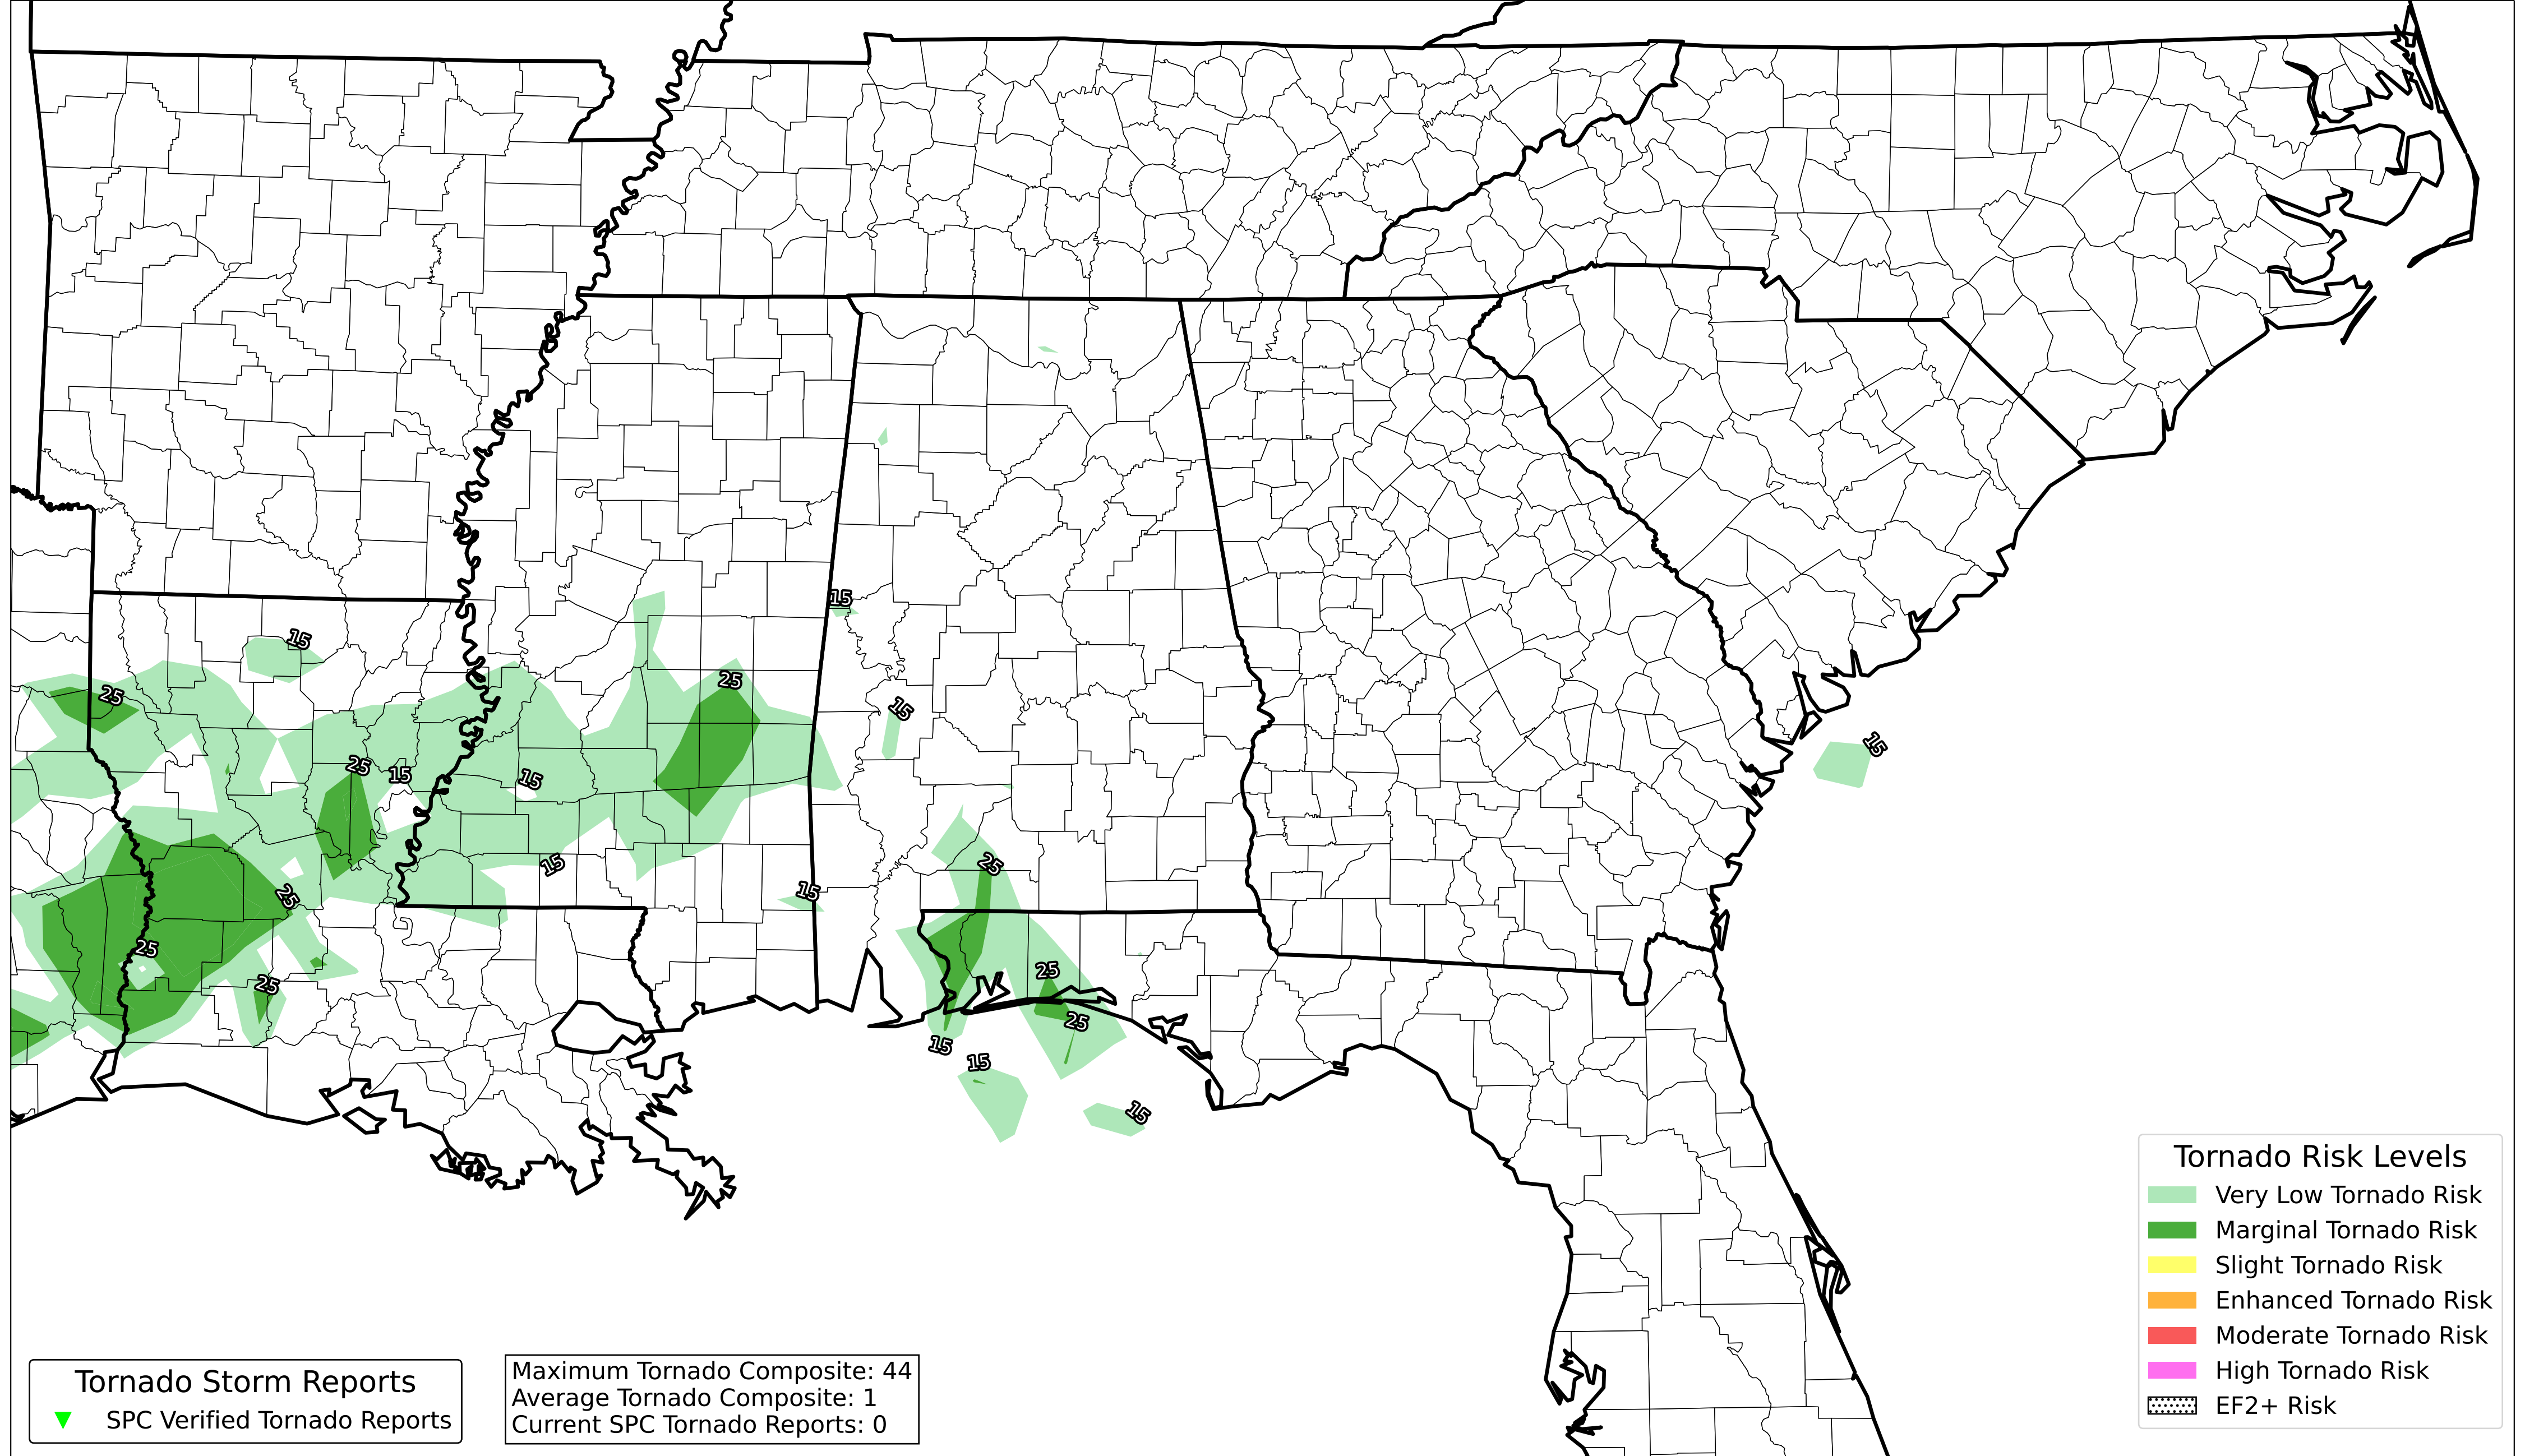 15
15
25
25
15
25
15
15
25
15
15
15
25
25
25
25
25
25
15
15
15
Tornado Storm Reports
SPC Verified Tornado Reports
Maximum Tornado Composite: 44
Average Tornado Composite: 1
Current SPC Tornado Reports: 0
Tornado Risk Levels
Very Low Tornado Risk
Marginal Tornado Risk
Slight Tornado Risk
Enhanced Tornado Risk
Moderate Tornado Risk
High Tornado Risk
EF2+ Risk